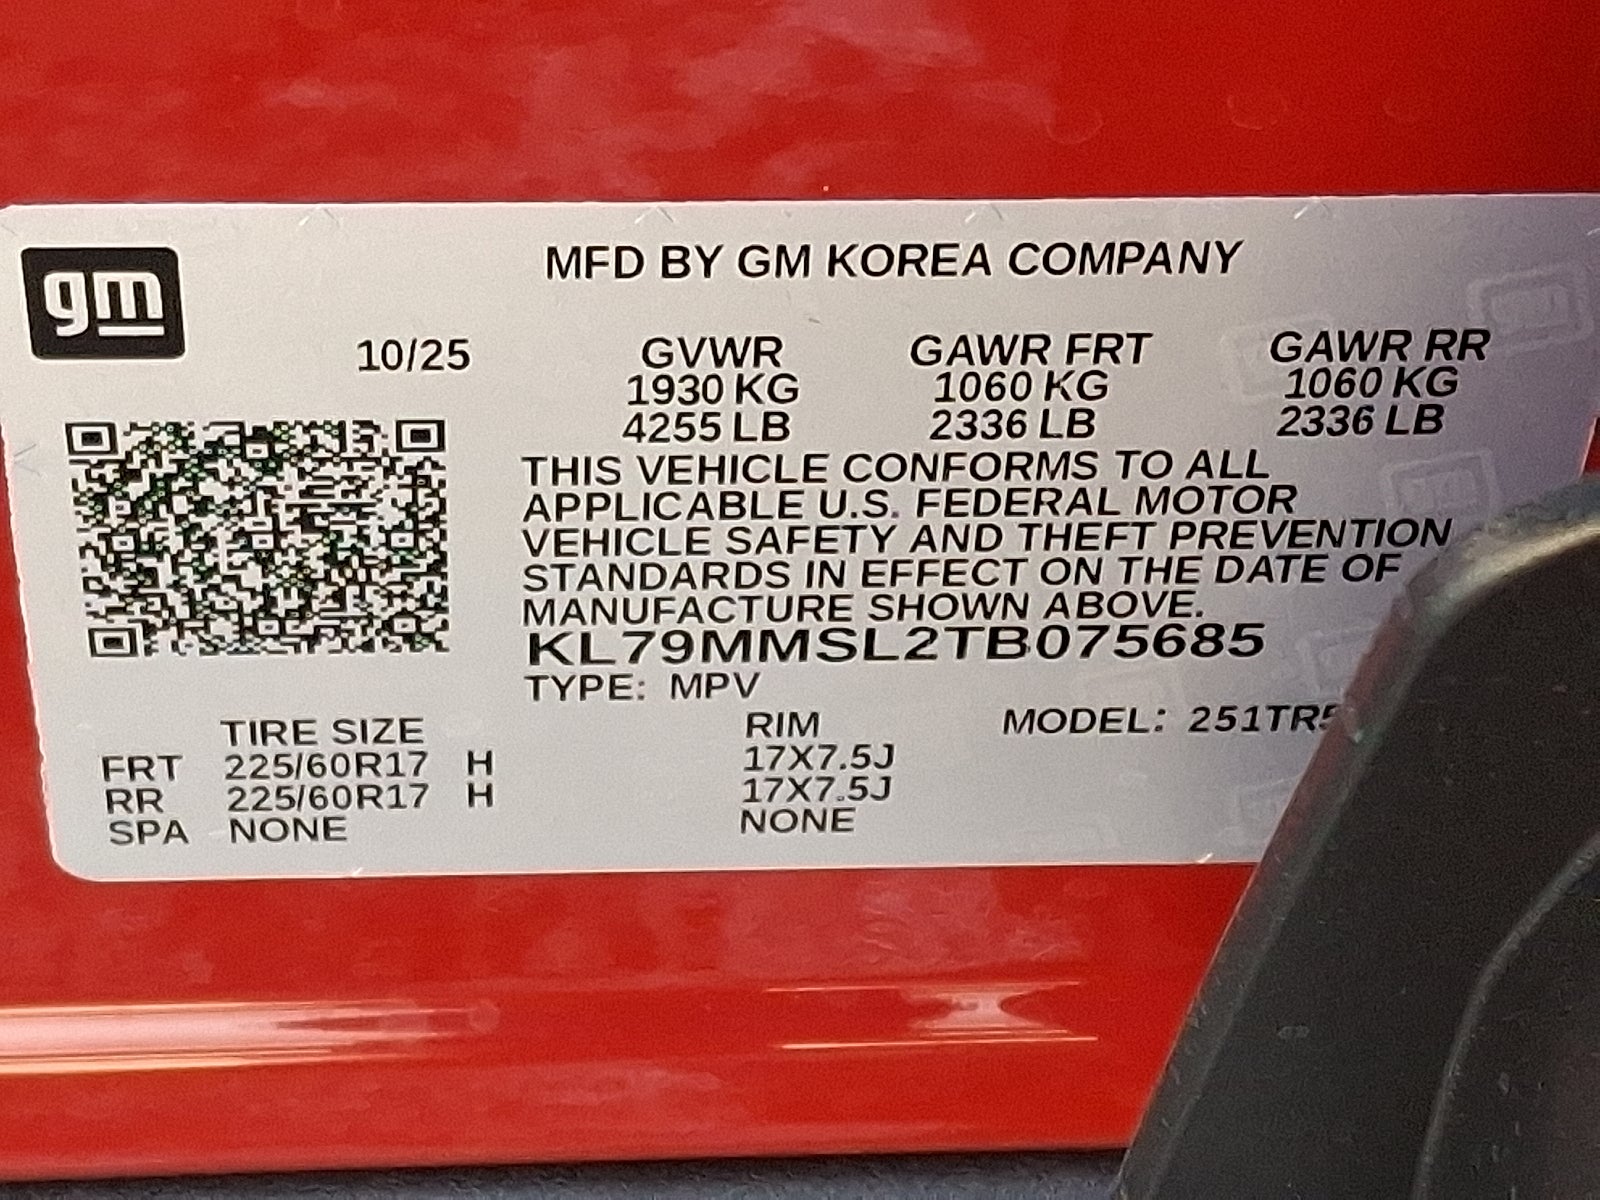 gm
MFD BY GM KOREA COMPANY
10/25
GVWR GAWR FRT GAWR RR
1930 KG 1060 KG 1060 KG
4255 LB 2336 LB 2336 LB
THIS VEHICLE CONFORMS TO ALL
APPLICABLE U.S. FEDERAL MOTOR
VEHICLE SAFETY AND THEFT PREVENTION
STANDARDS IN EFFECT ON THE DATE OF
MANUFACTURE SHOWN ABOVE.
KL79MMSL2TB075685
TYPE: MPV
TIRE SIZE RIM MODEL: 251TR5
FRT 225/60R17 H 17X7.5J
RR 225/60R17 H 17X7.5J
SPA NONE NONE